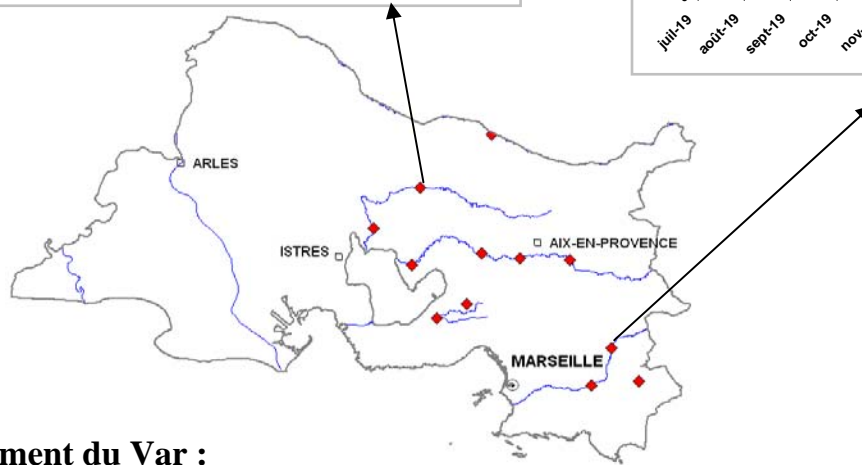 juil-19 août-19 sept-19 oct-19
ARLES
ISTRES
AIX-EN-PROVENCE
MARSEILLE
ment du Var :